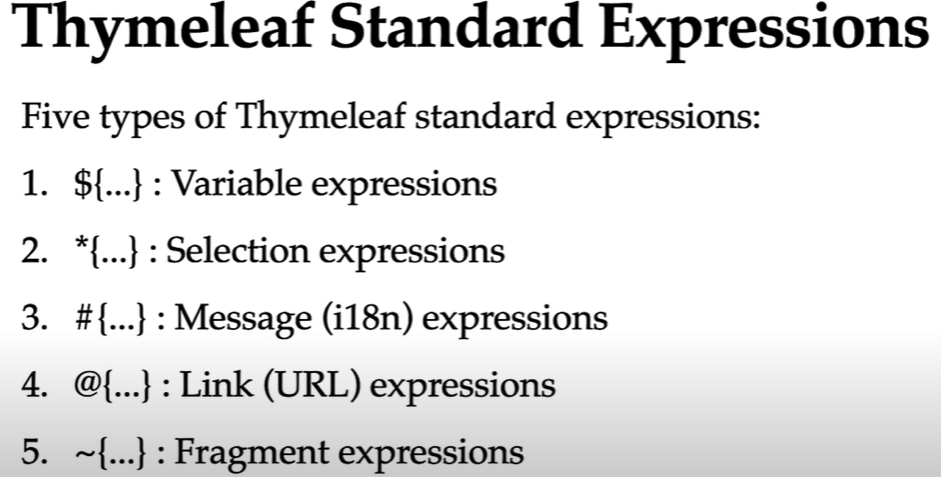 Thymeleaf Standard Expressions
Five types of Thymeleaf standard expressions:
1. ${...} : Variable expressions
2. *{...} : Selection expressions
3. #{...} : Message (i18n) expressions
4. @{...} : Link (URL) expressions
5. ~{...} : Fragment expressions